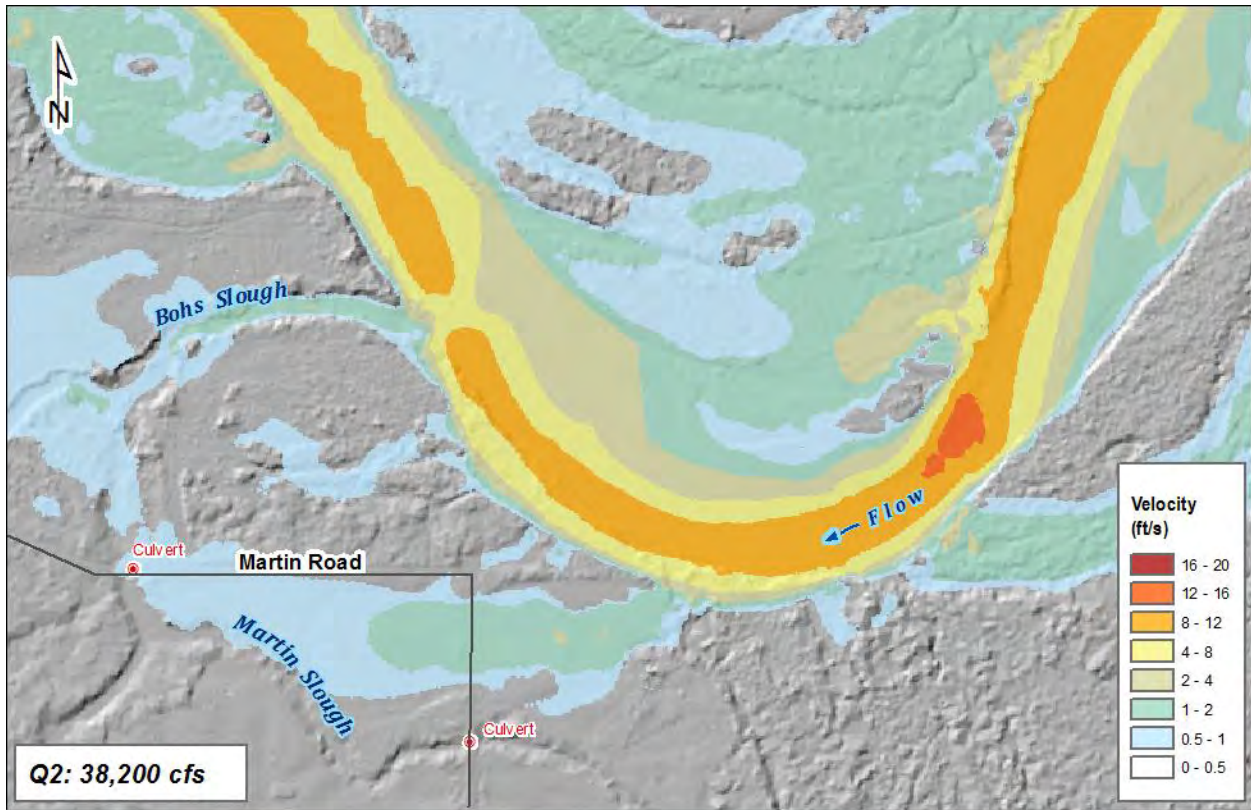 N
Bohs Slough
Flow
Culvert
Martin Road
Martin Slough
Culvert
Q2: 38,200 cfs
Velocity
(ft/s)
16 - 20
12 - 16
8 - 12
4 - 8
2 - 4
1 - 2
0.5 - 1
0 - 0.5